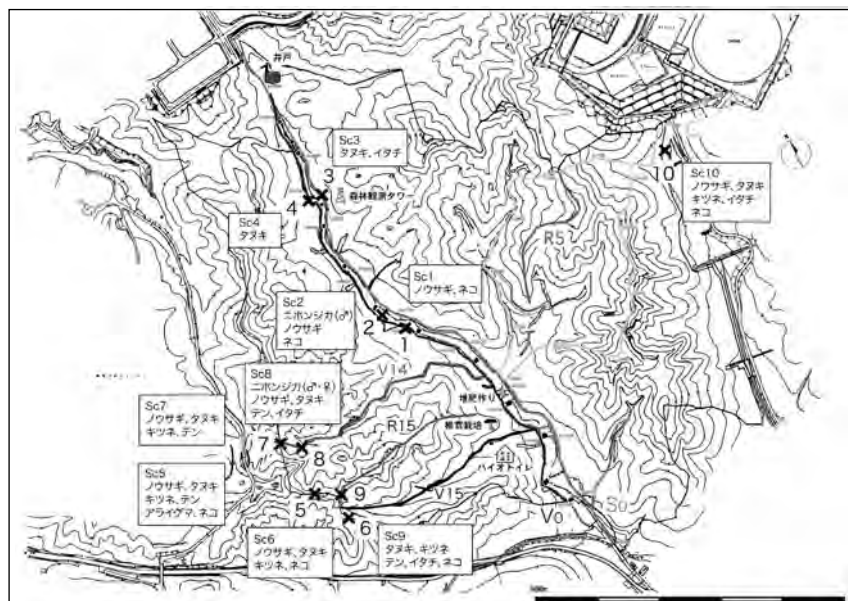 井戸
Sc3
タヌキ、イタチ
3
森林観測タワー
4
Sc4
タヌキ
10
Sc10
ノウサギ、タヌキ
キツネ、イタチ
ネコ
R5
Sc1
ノウサギ、ネコ
Sc2
ニホンジカ(♂)
ノウサギ
ネコ
2
1
V14
Sc8
ニホンジカ(♂・♀)
ノウサギ、タヌキ
テン、イタチ
堆肥作り
Sc7
ノウサギ、タヌキ
キツネ、テン
7
8
R15
椎茸栽培
バイオトイレ
Sc5
ノウサギ、タヌキ
キツネ、テン
アライグマ、ネコ
5
9
6
V15
V0
S0
Sc6
ノウサギ、タヌキ
キツネ、ネコ
Sc9
タヌキ、キツネ
テン、イタチ、ネコ